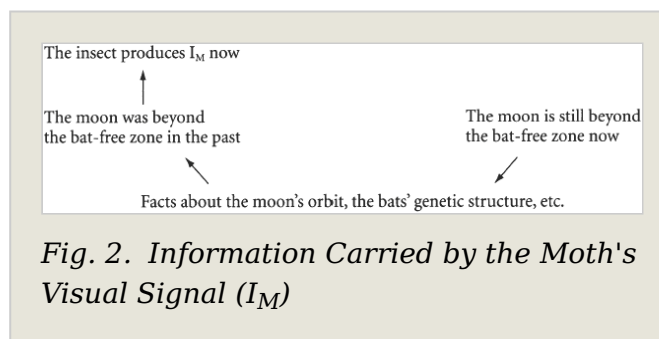 The insect produces I_M now
The moon was beyond
the bat-free zone in the past
The moon is still beyond
the bat-free zone now
Facts about the moon's orbit, the bats' genetic structure, etc.
Fig. 2. Information Carried by the Moth's
Visual Signal (I_M)